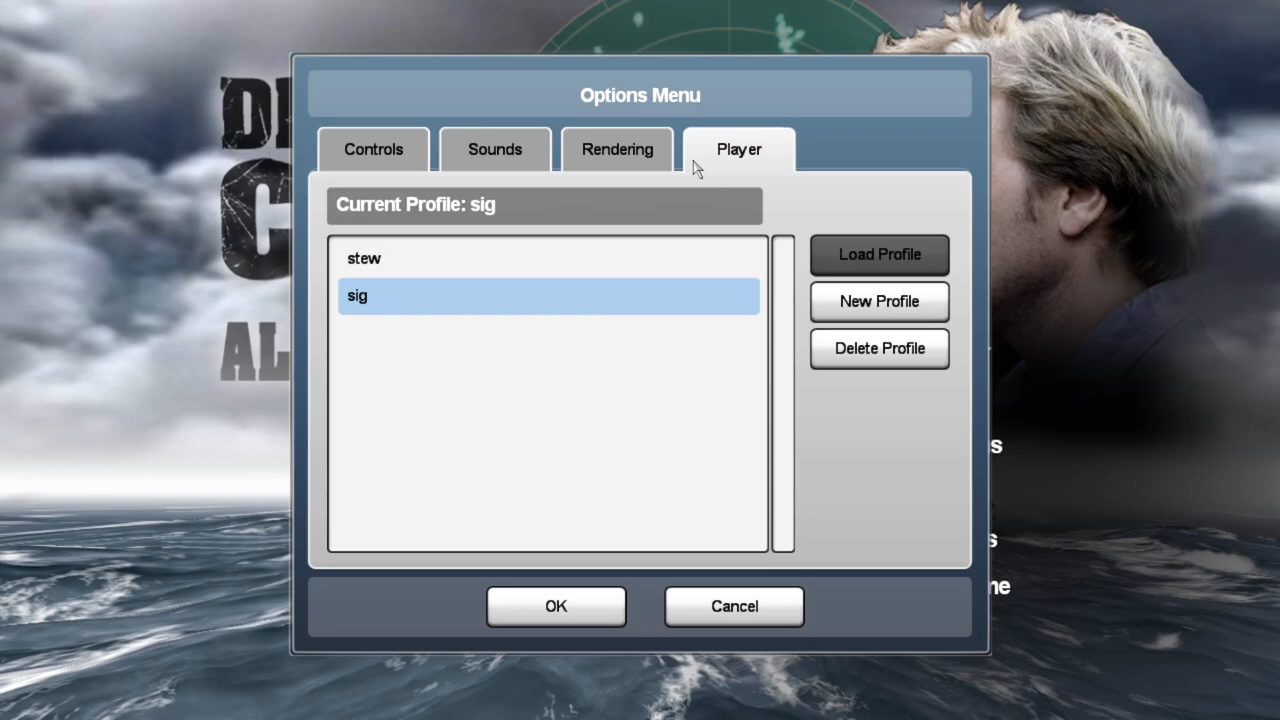 Options Menu
Controls Sounds Rendering Player
Current Profile: sig
stew
sig
Load Profile
New Profile
Delete Profile
OK Cancel